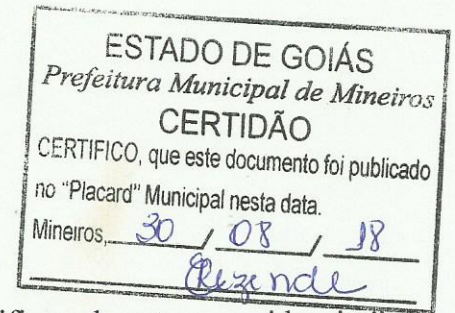 ESTADO DE GOIÁS
Prefeitura Municipal de Mineiros
CERTIDÃO
CERTIFICO, que este documento foi publicado
no "Placard" Municipal nesta data.
Mineiros, 30 / 08 / 18
Rezende